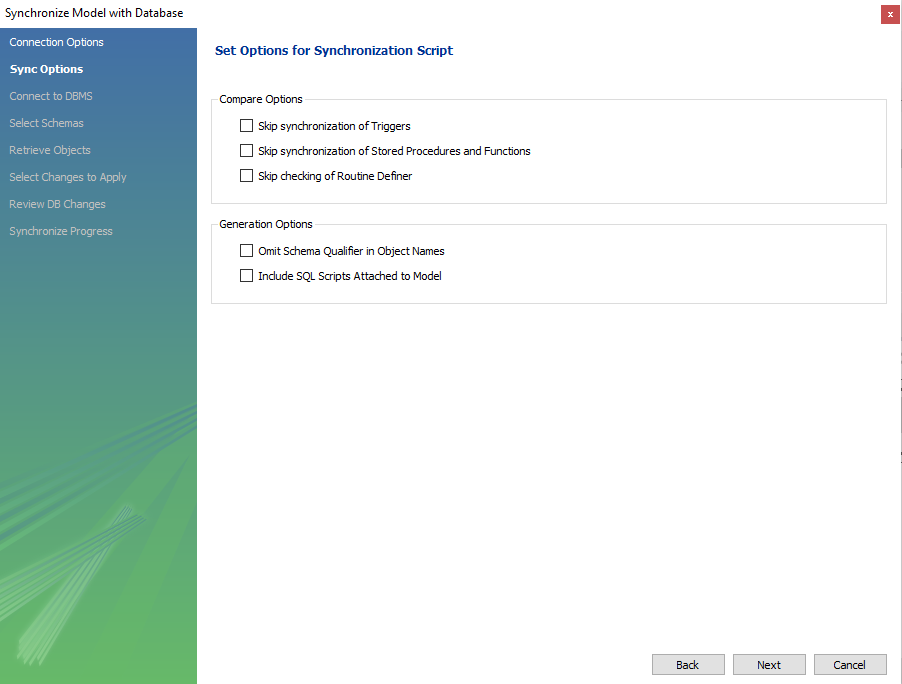 Synchronize Model with Database
x
Connection Options
Sync Options
Connect to DBMS
Select Schemas
Retrieve Objects
Select Changes to Apply
Review DB Changes
Synchronize Progress
Set Options for Synchronization Script
Compare Options
Skip synchronization of Triggers
Skip synchronization of Stored Procedures and Functions
Skip checking of Routine Definer
Generation Options
Omit Schema Qualifier in Object Names
Include SQL Scripts Attached to Model
Back Next Cancel